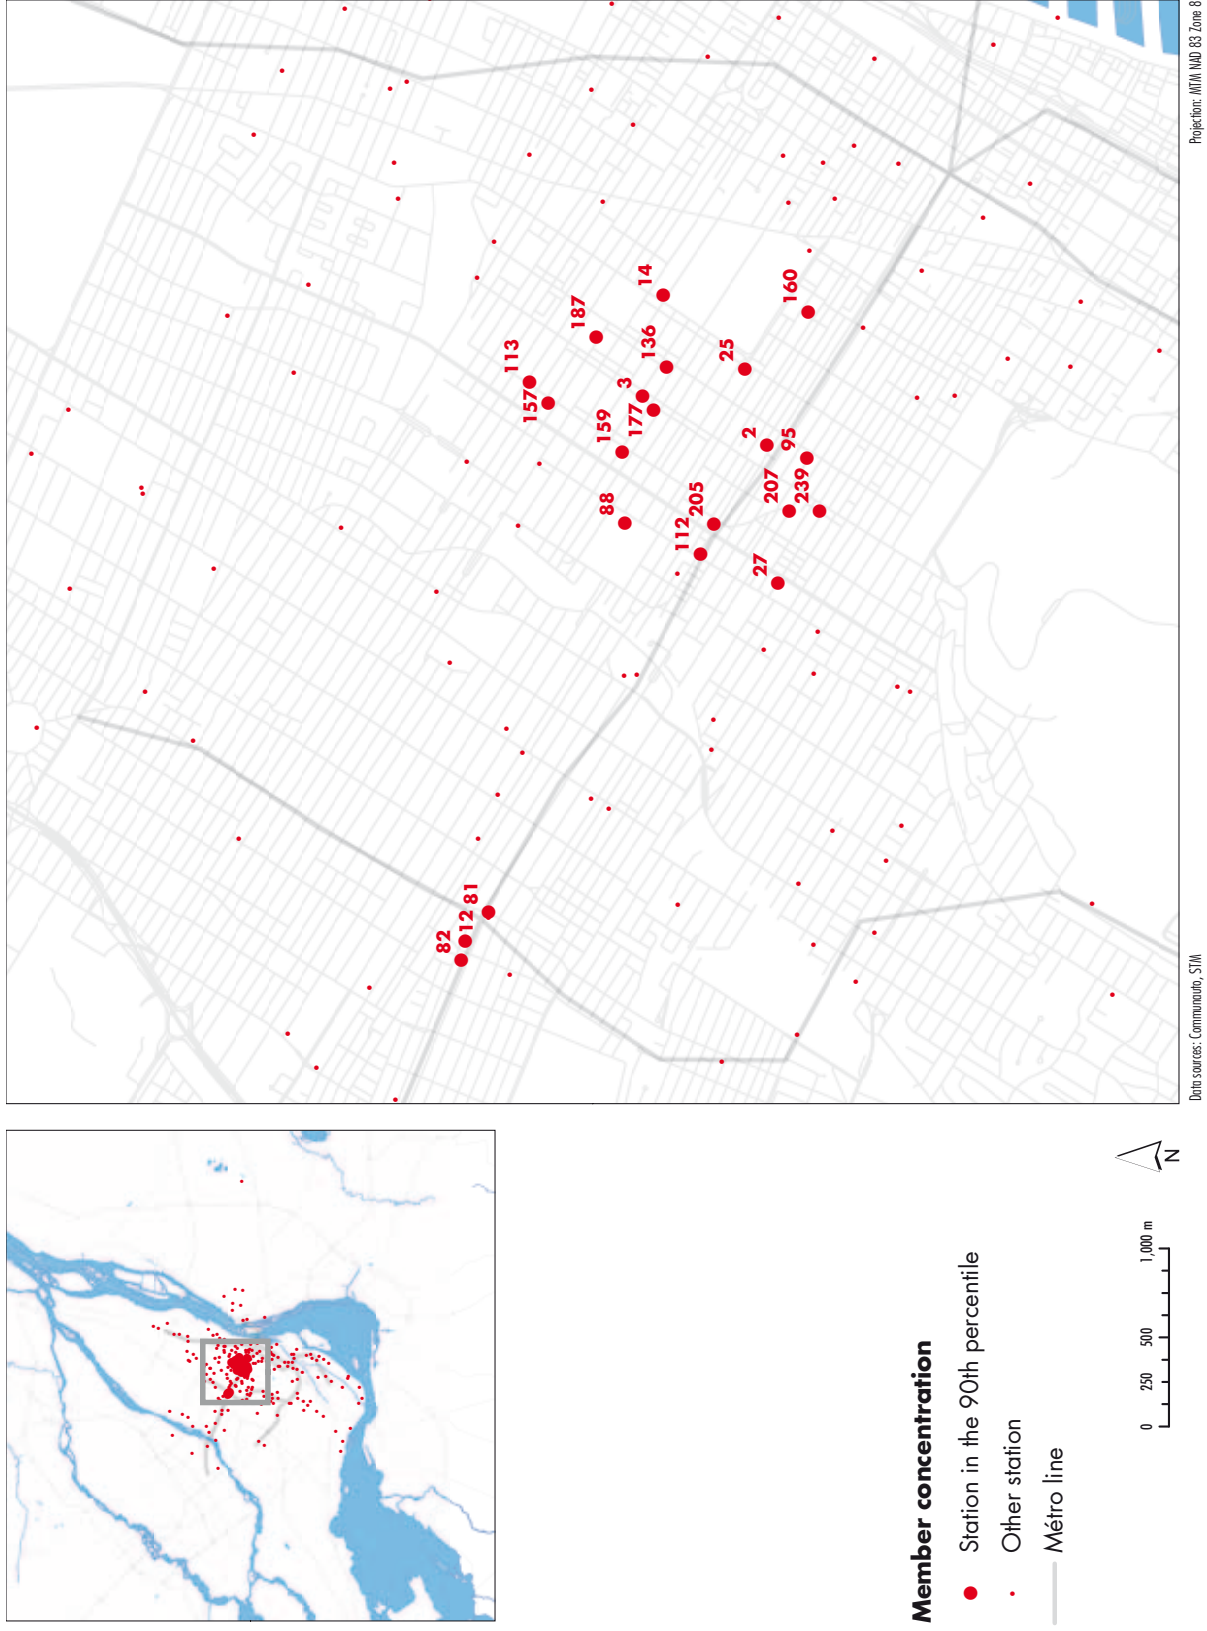 82
12
81
113
157
187
14
136
3
177
159
88
205
112
25
160
2
95
207
239
27
Member concentration
Station in the 90th percentile
Other station
Métro line
0 250 500 1,000 m
N
Data sources: Communauto, STM
Projection: MTM NAD 83 Zone 8